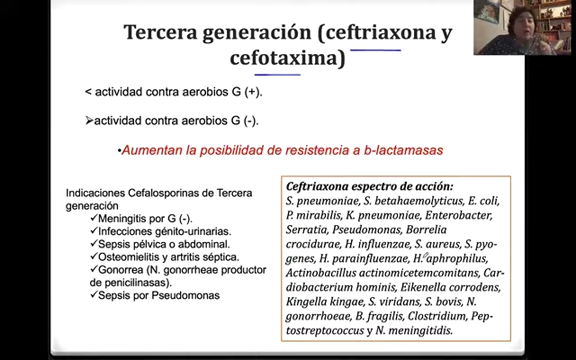 Tercera generación (ceftriaxona y
cefotaxima)
< actividad contra aerobios G (+).
➢actividad contra aerobios G (-).
•Aumentan la posibilidad de resistencia a b-lactamasas
Indicaciones Cefalosporinas de Tercera
generación
✓Meningitis por G (-).
✓Infecciones génito-urinarias.
✓Sepsis pélvica o abdominal.
✓Osteomielitis y artritis séptica.
✓Gonorrea (N. gonorrheae productor
de penicilinasas).
✓Sepsis por Pseudomonas
Ceftriaxona espectro de acción:
S. pneumoniae, S. betahaemolyticus, E. coli,
P. mirabilis, K. pneumoniae, Enterobacter,
Serratia, Pseudomonas, Borrelia
crocidurae, H. influenzae, S. aureus, S. pyo-
genes, H. parainfluenzae, H. aphrophilus,
Actinobacillus actinomicetemcomitans, Car-
diobacterium hominis, Eikenella corrodens,
Kingella kingae, S. viridans, S. bovis, N.
gonorrhoeae, B. fragilis, Clostridium, Pep-
tostreptococcus y N. meningitidis.